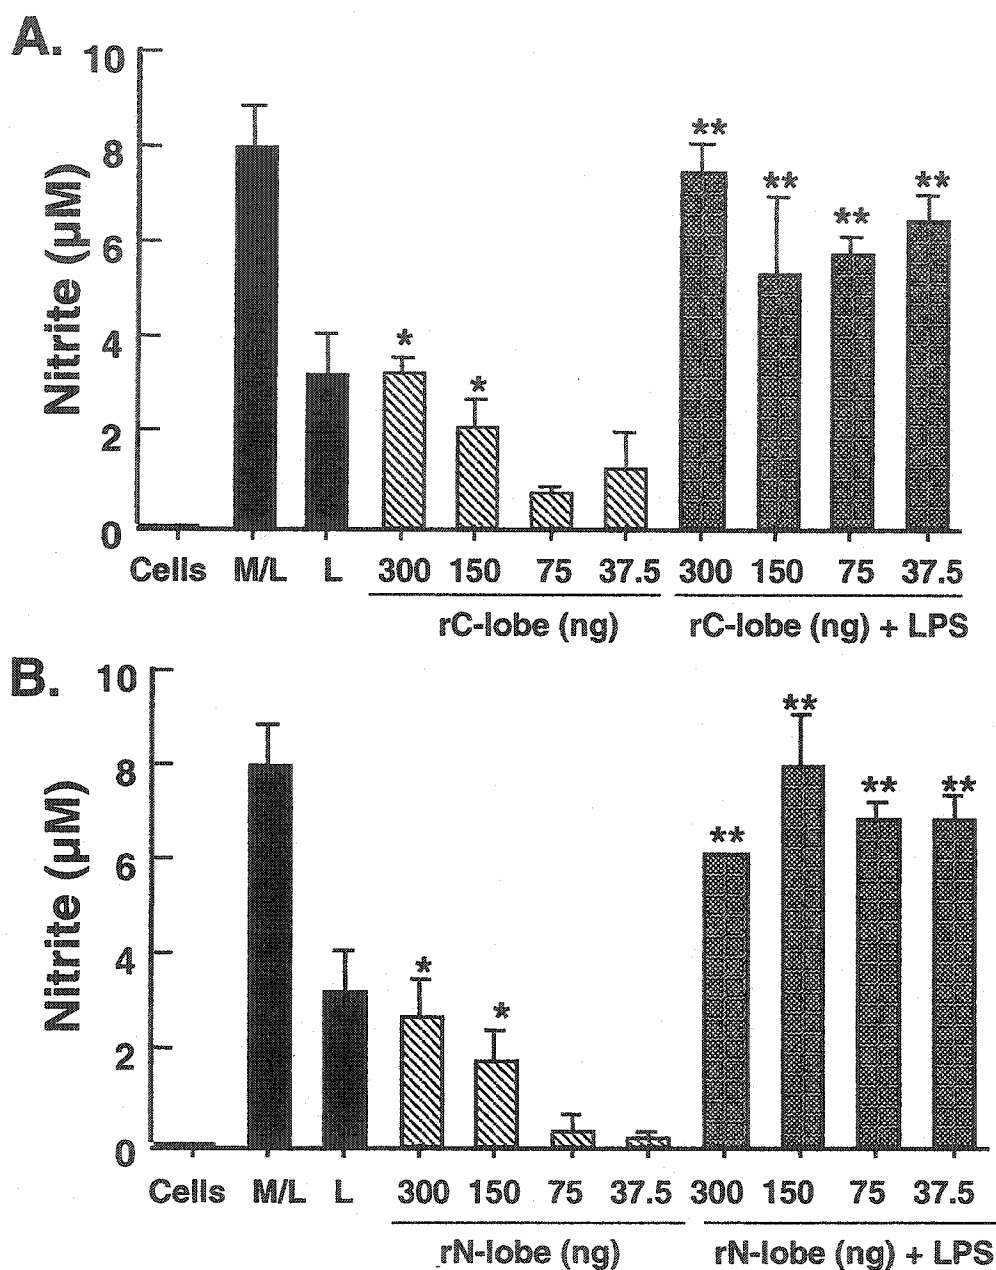 A.
10
8
6
4
2
0
Nitrite (μM)
* * ** ** ** **
Cells M/L L 300 150 75 37.5 300 150 75 37.5
rC-lobe (ng) rC-lobe (ng) + LPS
B.
10
8
6
4
2
0
Nitrite (μM)
* * ** ** ** **
Cells M/L L 300 150 75 37.5 300 150 75 37.5
rN-lobe (ng) rN-lobe (ng) + LPS